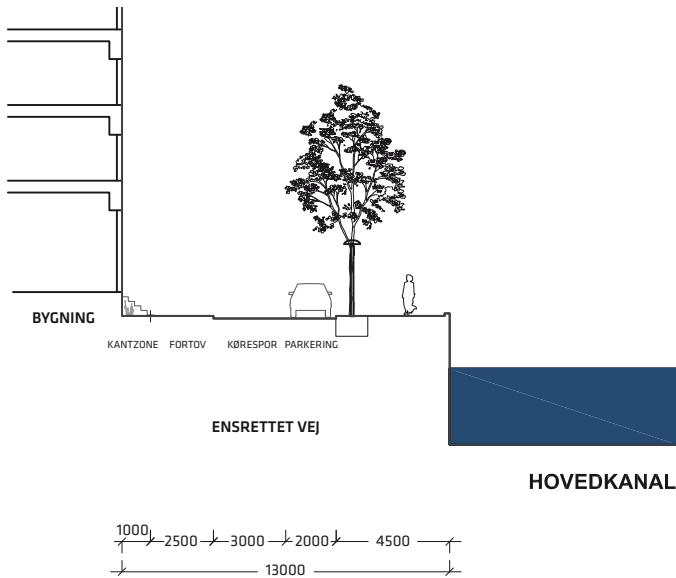 BYGNING
KANTZONE FORTOV KØRESPOR PARKERING
ENSRETTET VEJ
HOVEDKANAL
1000 2500 3000 2000 4500
13000